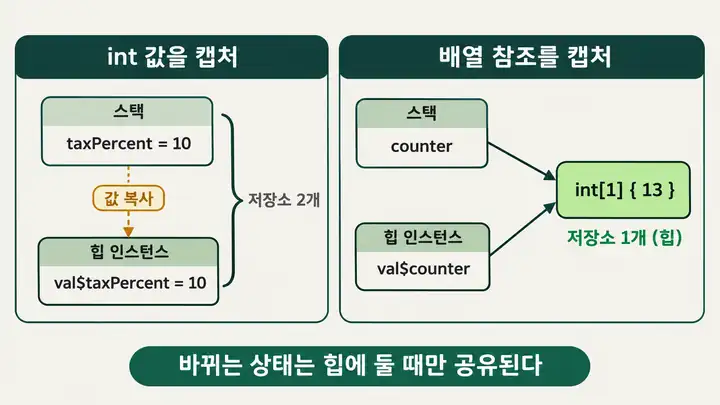 int 값을 캡처
스택
taxPercent = 10
값 복사
저장소 2개
힙 인스턴스
val$taxPercent = 10
배열 참조를 캡처
스택
counter
int[1] { 13 }
저장소 1개 (힙)
힙 인스턴스
val$counter
바뀌는 상태는 힙에 둘 때만 공유된다